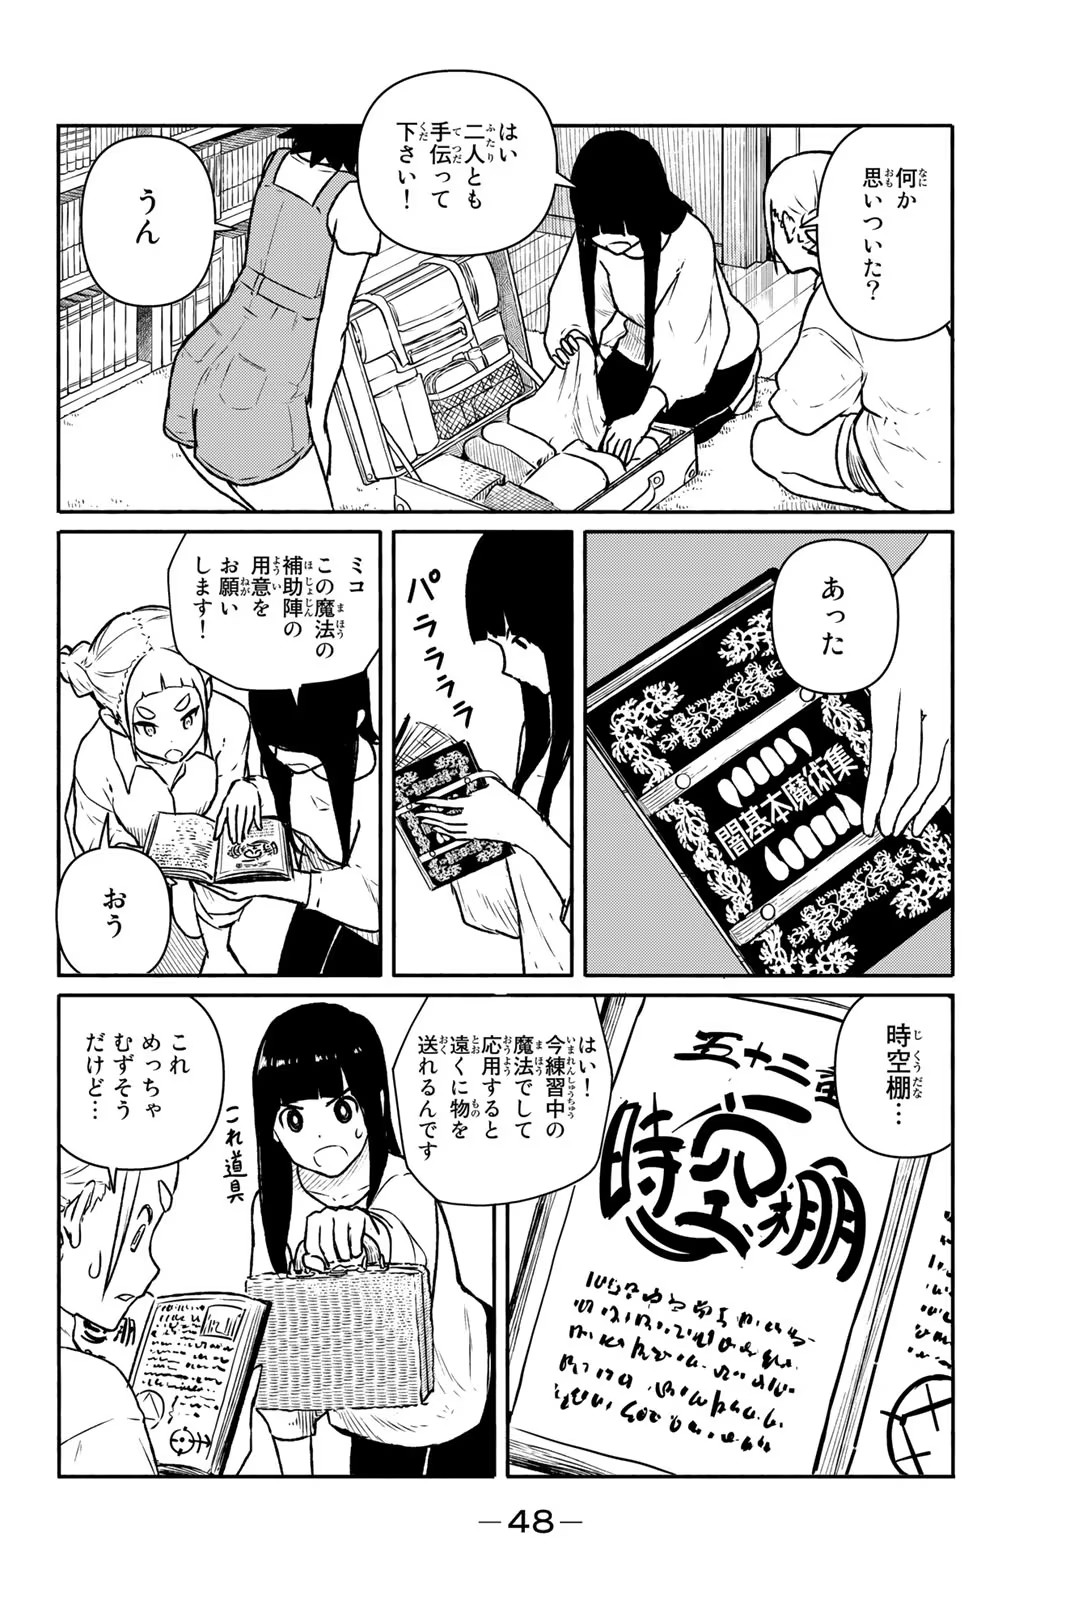 何か
思いついた?
はい
二人とも
手伝って
下さい!
うん
あった
闇基本魔術集
パラララララ
ミコ
この魔法の
補助陣の
用意を
お願い
します!
おう
時空棚…
五十二
時空棚
はい!
今練習中の
魔法でして
応用すると
遠くに物を
送れるんです
これ道具
これ
めっちゃ
むずそう
だけど…
—48—